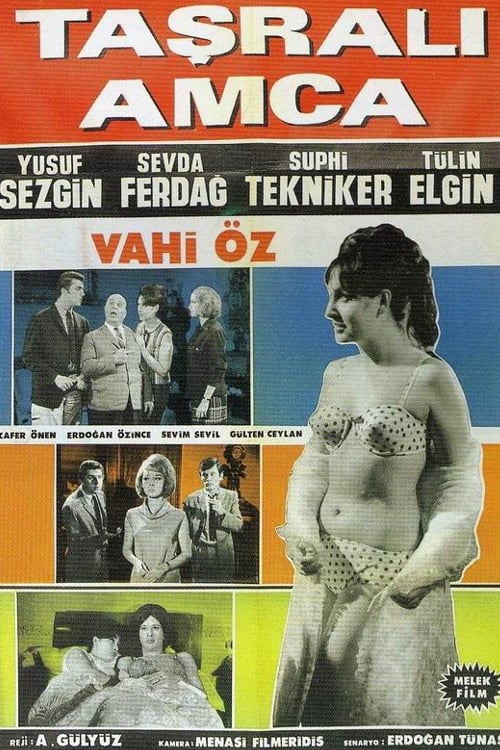 TAŞRALI
AMCA
YUSUF SEZGİN
SEVDA FERDAĞ
SUPHİ TEKNİKER
TÜLİN ELGİN
VAHİ ÖZ
ZAFER ÖNEN ERDOĞAN ÖZİNCE SEVİM SEVİL GÜLTEN CEYLAN
MELEK
FİLM
REJİ: A. GÜLYÜZ KAMERA: MENASİ FİLMERİDİS SENARYO: ERDOĞAN TÜNAŞ